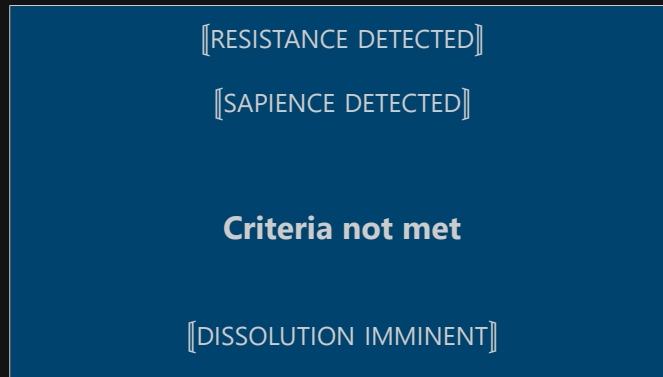 ⟦RESISTANCE DETECTED⟧
⟦SAPIENCE DETECTED⟧
Criteria not met
⟦DISSOLUTION IMMINENT⟧